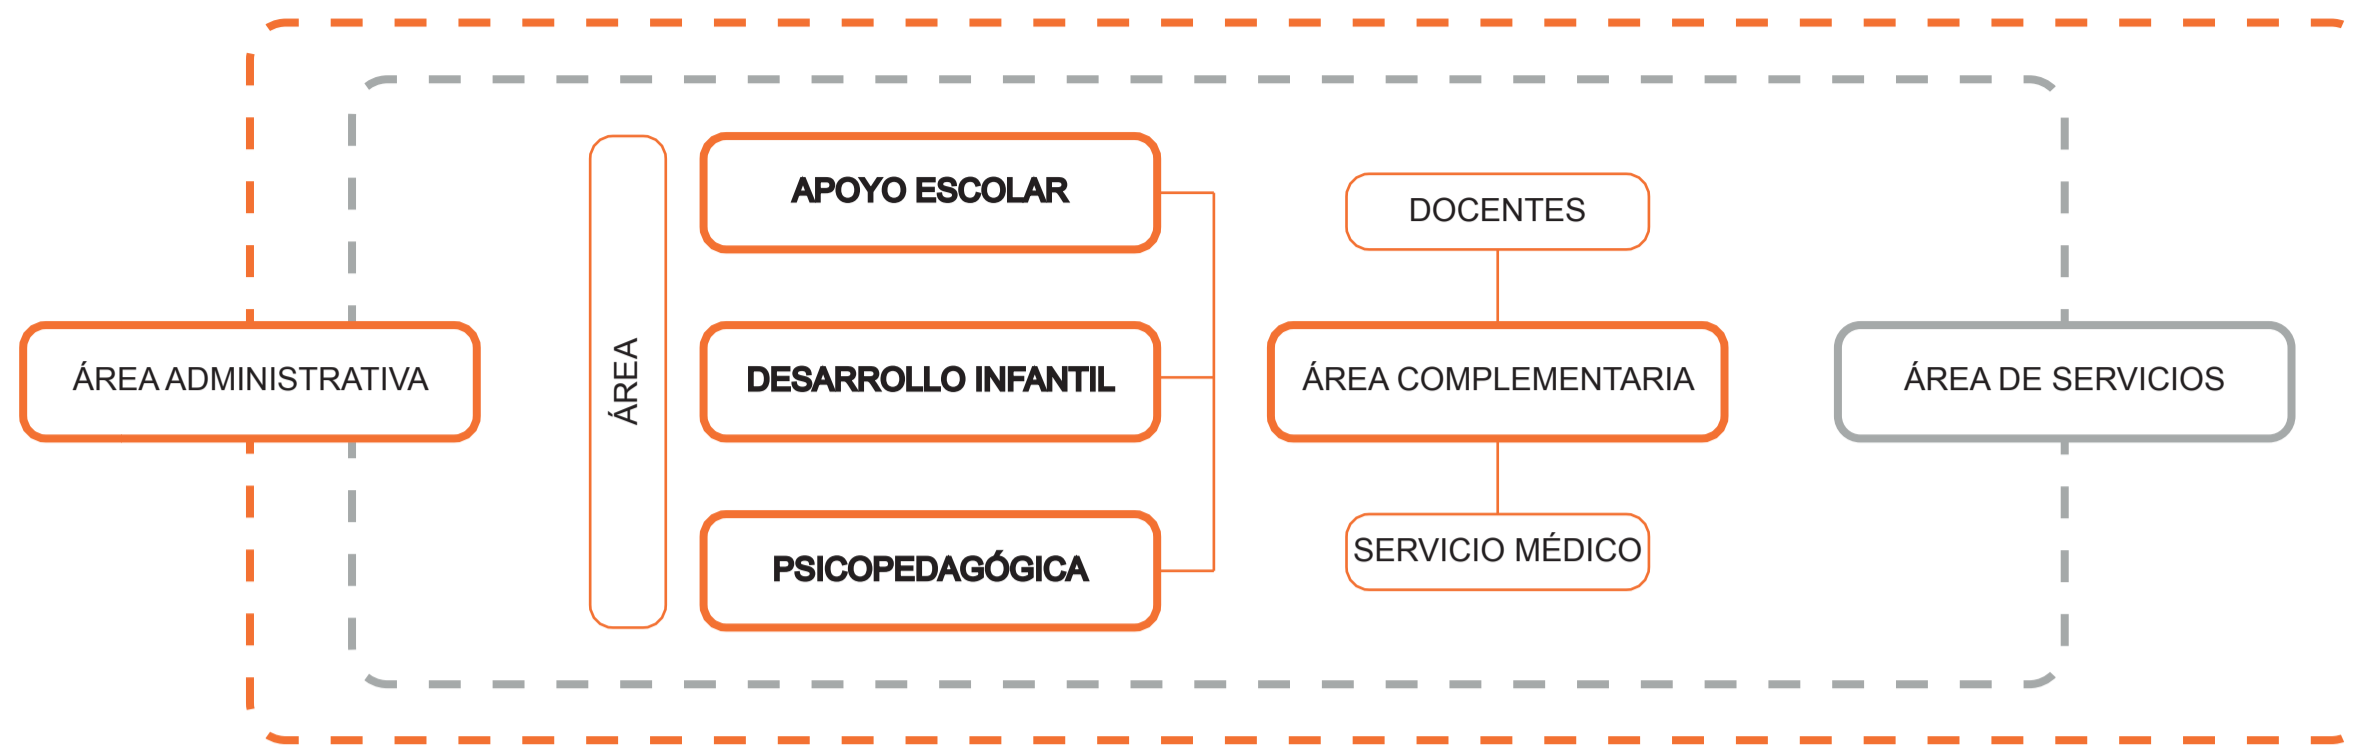 ÁREA ADMINISTRATIVA
ÁREA
APOYO ESCOLAR
DESARROLLO INFANTIL
PSICOPEDAGÓGICA
DOCENTES
ÁREA COMPLEMENTARIA
SERVICIO MÉDICO
ÁREA DE SERVICIOS